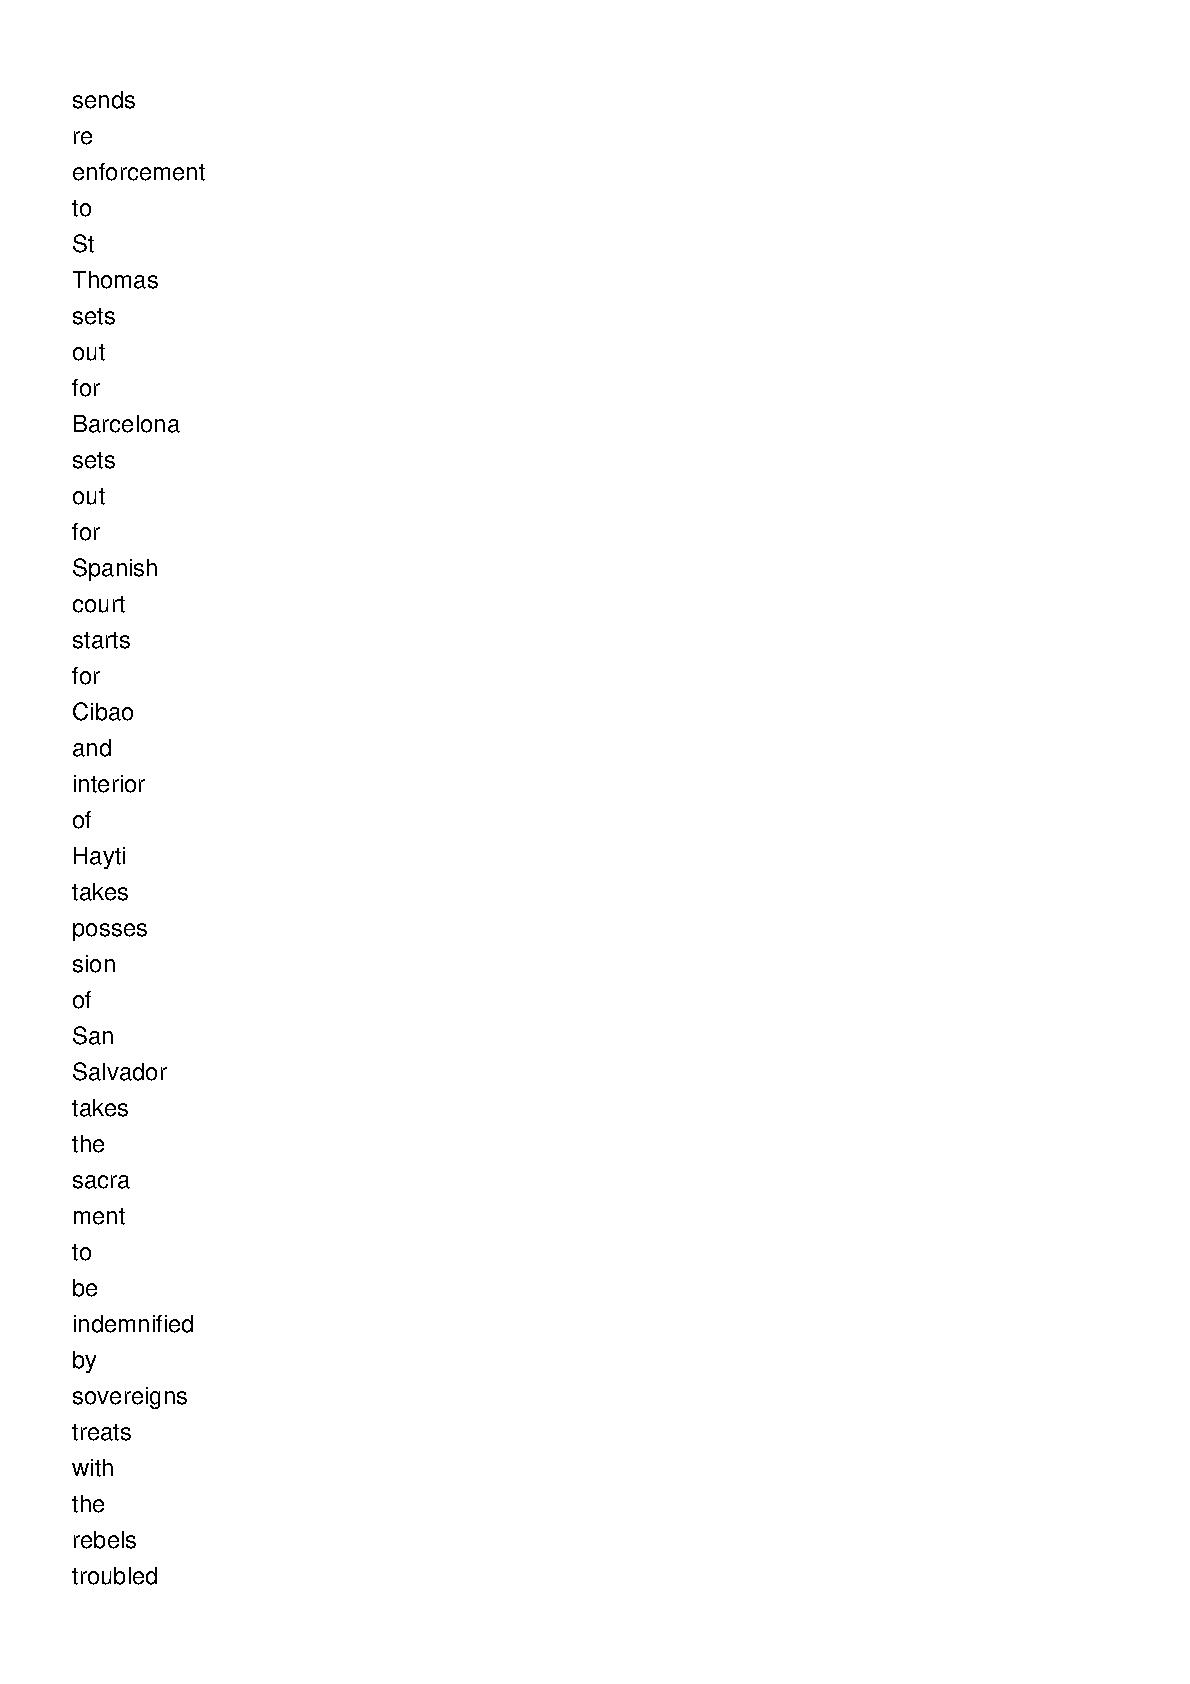 sends
re
enforcement
to
St
Thomas
sets
out
for
Barcelona
sets
out
for
Spanish
court
starts
for
Cibao
and
interior
of
Hayti
takes
posses
sion
of
San
Salvador
takes
the
sacra
ment
to
be
indemnified
by
sovereigns
treats
with
the
rebels
troubled